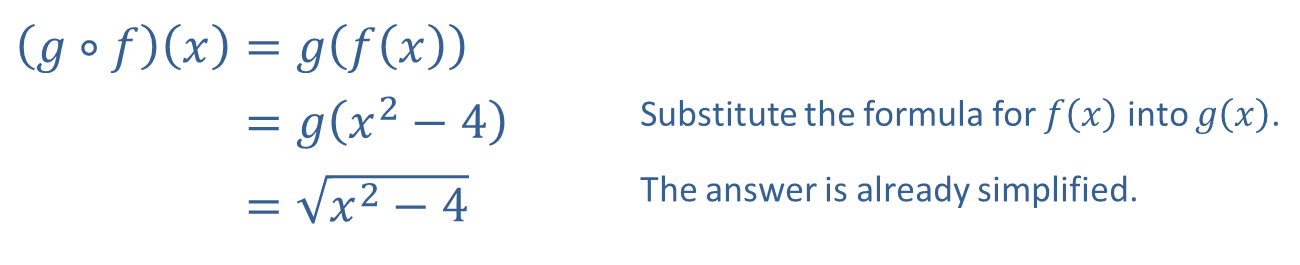 (g ∘ f)(x) = g(f(x))
= g(x² − 4) Substitute the formula for f(x) into g(x).
= √(x² − 4) The answer is already simplified.